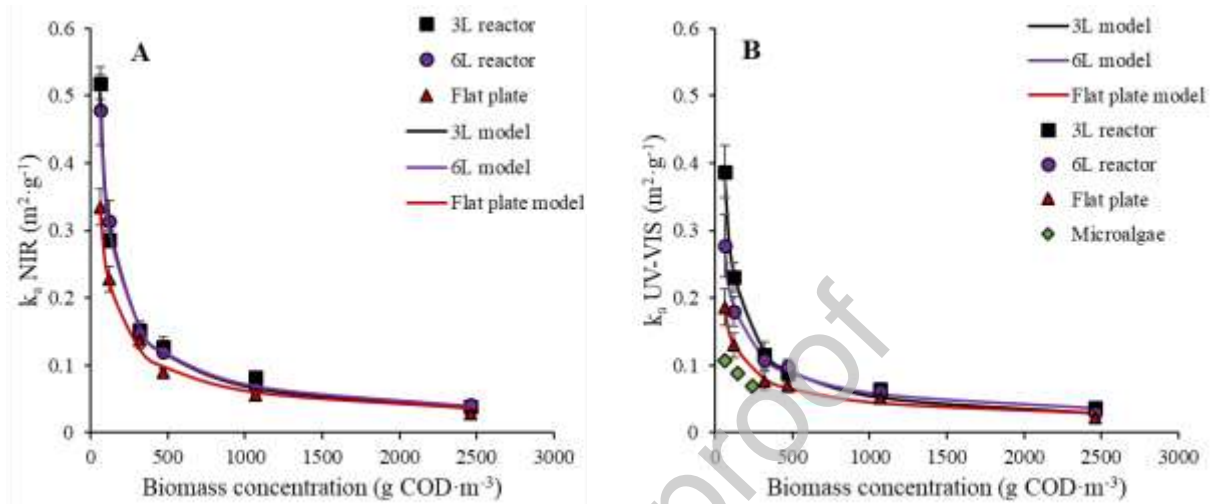 A
0.6
0.5
0.4
0.3
0.2
0.1
0
kₐ NIR (m²·g⁻¹)
3L reactor
6L reactor
Flat plate
3L model
6L model
Flat plate model
0 500 1000 1500 2000 2500 3000
Biomass concentration (g COD·m⁻³)
B
0.6
0.5
0.4
0.3
0.2
0.1
0
kₐ UV-VIS (m²·g⁻¹)
3L model
6L model
Flat plate model
3L reactor
6L reactor
Flat plate
Microalgae
0 500 1000 1500 2000 2500 3000
Biomass concentration (g COD·m⁻³)
proof